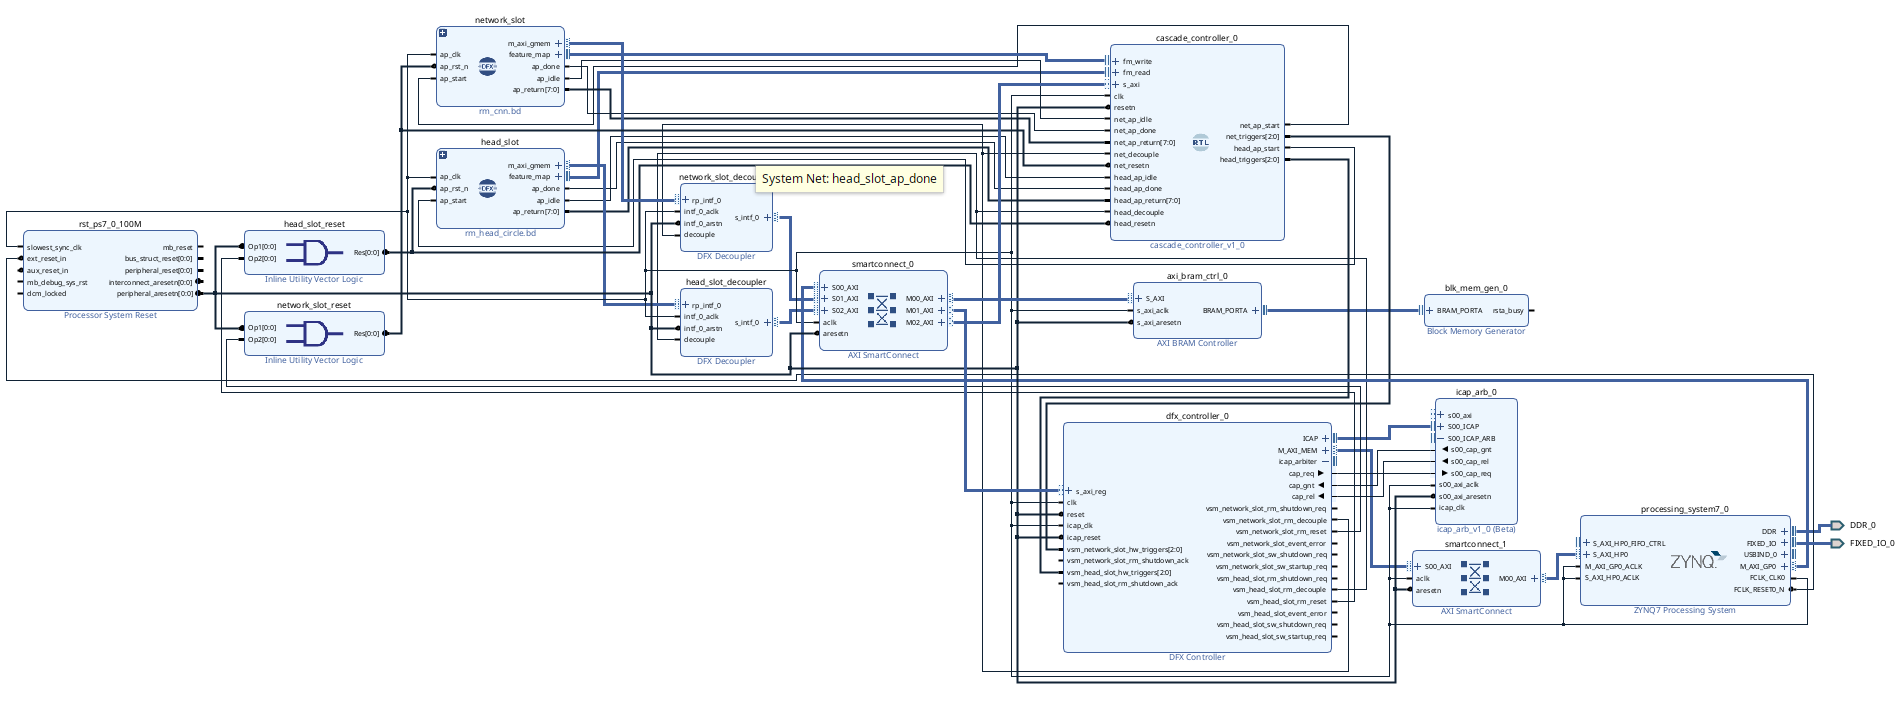 network_slot
m_axi_gmem
feature_map
ap_clk
ap_done
ap_rst_n
ap_idle
ap_start
ap_return[7:0]
DFX
rm_cnn.bd
head_slot
m_axi_gmem
feature_map
ap_clk
ap_done
ap_rst_n
ap_idle
ap_start
ap_return[7:0]
DFX
rm_head_circle.bd
rst_ps7_0_100M
slowest_sync_clk
ext_reset_in
aux_reset_in
mb_debug_sys_rst
dcm_locked
mb_reset
bus_struct_reset[0:0]
peripheral_reset[0:0]
interconnect_aresetn[0:0]
peripheral_aresetn[0:0]
Processor System Reset
head_slot_reset
Op1[0:0]
Op2[0:0]
Res[0:0]
Inline Utility Vector Logic
network_slot_reset
Op1[0:0]
Op2[0:0]
Res[0:0]
Inline Utility Vector Logic
network_slot_decou
System Net: head_slot_ap_done
rp_intf_0
intf_0_aclk
intf_0_arstn
decouple
s_intf_0
DFX Decoupler
head_slot_decoupler
rp_intf_0
intf_0_aclk
intf_0_arstn
decouple
s_intf_0
DFX Decoupler
smartconnect_0
S00_AXI
S01_AXI
S02_AXI
aclk
aresetn
M00_AXI
M01_AXI
M02_AXI
AXI SmartConnect
cascade_controller_0
fm_write
fm_read
s_axi
clk
resetn
net_ap_idle
net_ap_done
net_ap_return[7:0]
net_decouple
net_resetn
head_ap_idle
head_ap_done
head_ap_return[7:0]
head_decouple
head_resetn
RTL
net_ap_start
net_triggers[2:0]
head_ap_start
head_triggers[2:0]
cascade_controller_v1_0
axi_bram_ctrl_0
S_AXI
s_axi_aclk
s_axi_aresetn
BRAM_PORTA
AXI BRAM Controller
blk_mem_gen_0
BRAM_PORTA
rsta_busy
Block Memory Generator
dfx_controller_0
s_axi_reg
clk
reset
icap_clk
icap_reset
vsm_network_slot_hw_triggers[2:0]
vsm_network_slot_rm_shutdown_ack
vsm_head_slot_hw_triggers[2:0]
vsm_head_slot_rm_shutdown_ack
ICAP
M_AXI_MEM
icap_arbiter
cap_req
cap_gnt
cap_rel
vsm_network_slot_rm_shutdown_req
vsm_network_slot_rm_decouple
vsm_network_slot_rm_reset
vsm_network_slot_event_error
vsm_network_slot_sw_shutdown_req
vsm_network_slot_sw_startup_req
vsm_head_slot_rm_shutdown_req
vsm_head_slot_rm_decouple
vsm_head_slot_rm_reset
vsm_head_slot_event_error
vsm_head_slot_sw_shutdown_req
vsm_head_slot_sw_startup_req
DFX Controller
icap_arb_0
s00_axi
S00_ICAP
S00_ICAP_ARB
s00_cap_gnt
s00_cap_rel
s00_cap_req
s00_axi_aclk
s00_axi_aresetn
icap_clk
icap_arb_v1_0 (Beta)
smartconnect_1
S00_AXI
aclk
aresetn
M00_AXI
AXI SmartConnect
processing_system7_0
S_AXI_HP0_FIFO_CTRL
S_AXI_HP0
M_AXI_GP0_ACLK
S_AXI_HP0_ACLK
ZYNQ
DDR
FIXED_IO
USBIND_0
M_AXI_GP0
FCLK_CLK0
FCLK_RESET0_N
ZYNQ7 Processing System
DDR_0
FIXED_IO_0